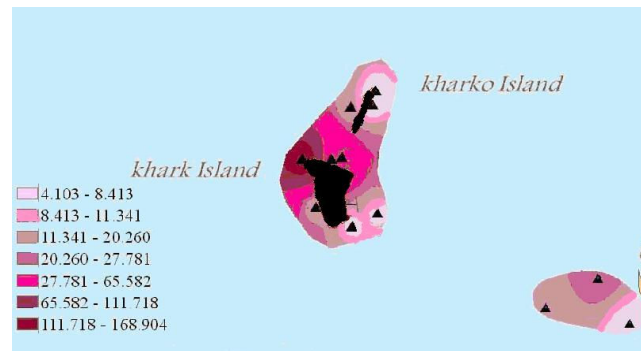 kharko Island
khark Island
4.103 - 8.413
8.413 - 11.341
11.341 - 20.260
20.260 - 27.781
27.781 - 65.582
65.582 - 111.718
111.718 - 168.904